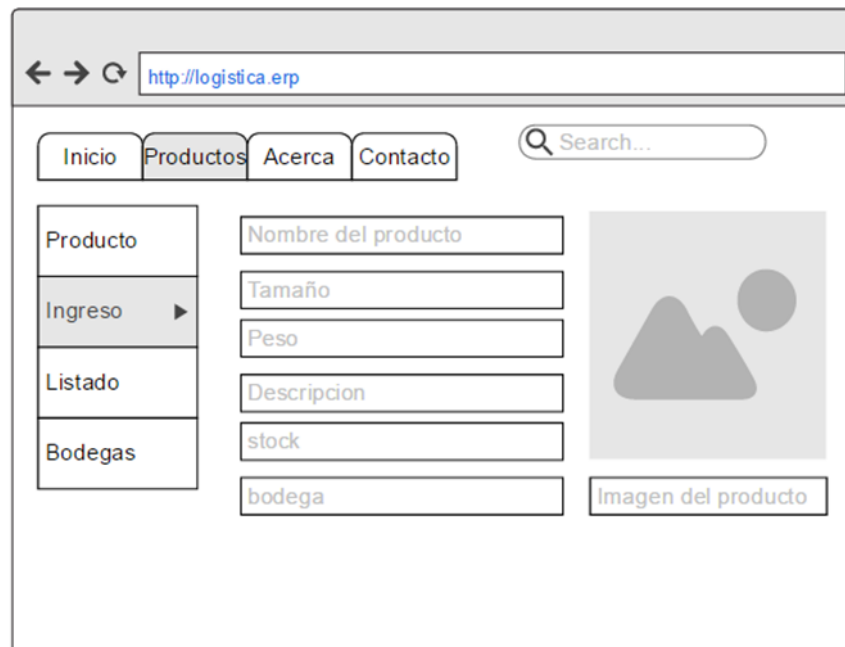 http://logistica.erp
Inicio Productos Acerca Contacto
Search...
Producto
Ingreso
Listado
Bodegas
Nombre del producto
Tamaño
Peso
Descripcion
stock
bodega
Imagen del producto